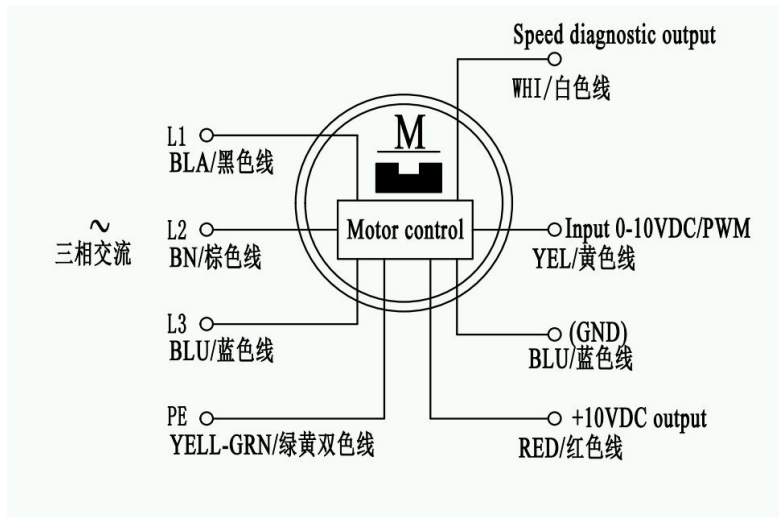 Speed diagnostic output
WHI/白色线
M
L1
BLA/黑色线
Motor control
~
三相交流
L2
BN/棕色线
Input 0-10VDC/PWM
YEL/黄色线
L3
BLU/蓝色线
(GND)
BLU/蓝色线
PE
YELL-GRN/绿黄双色线
+10VDC output
RED/红色线